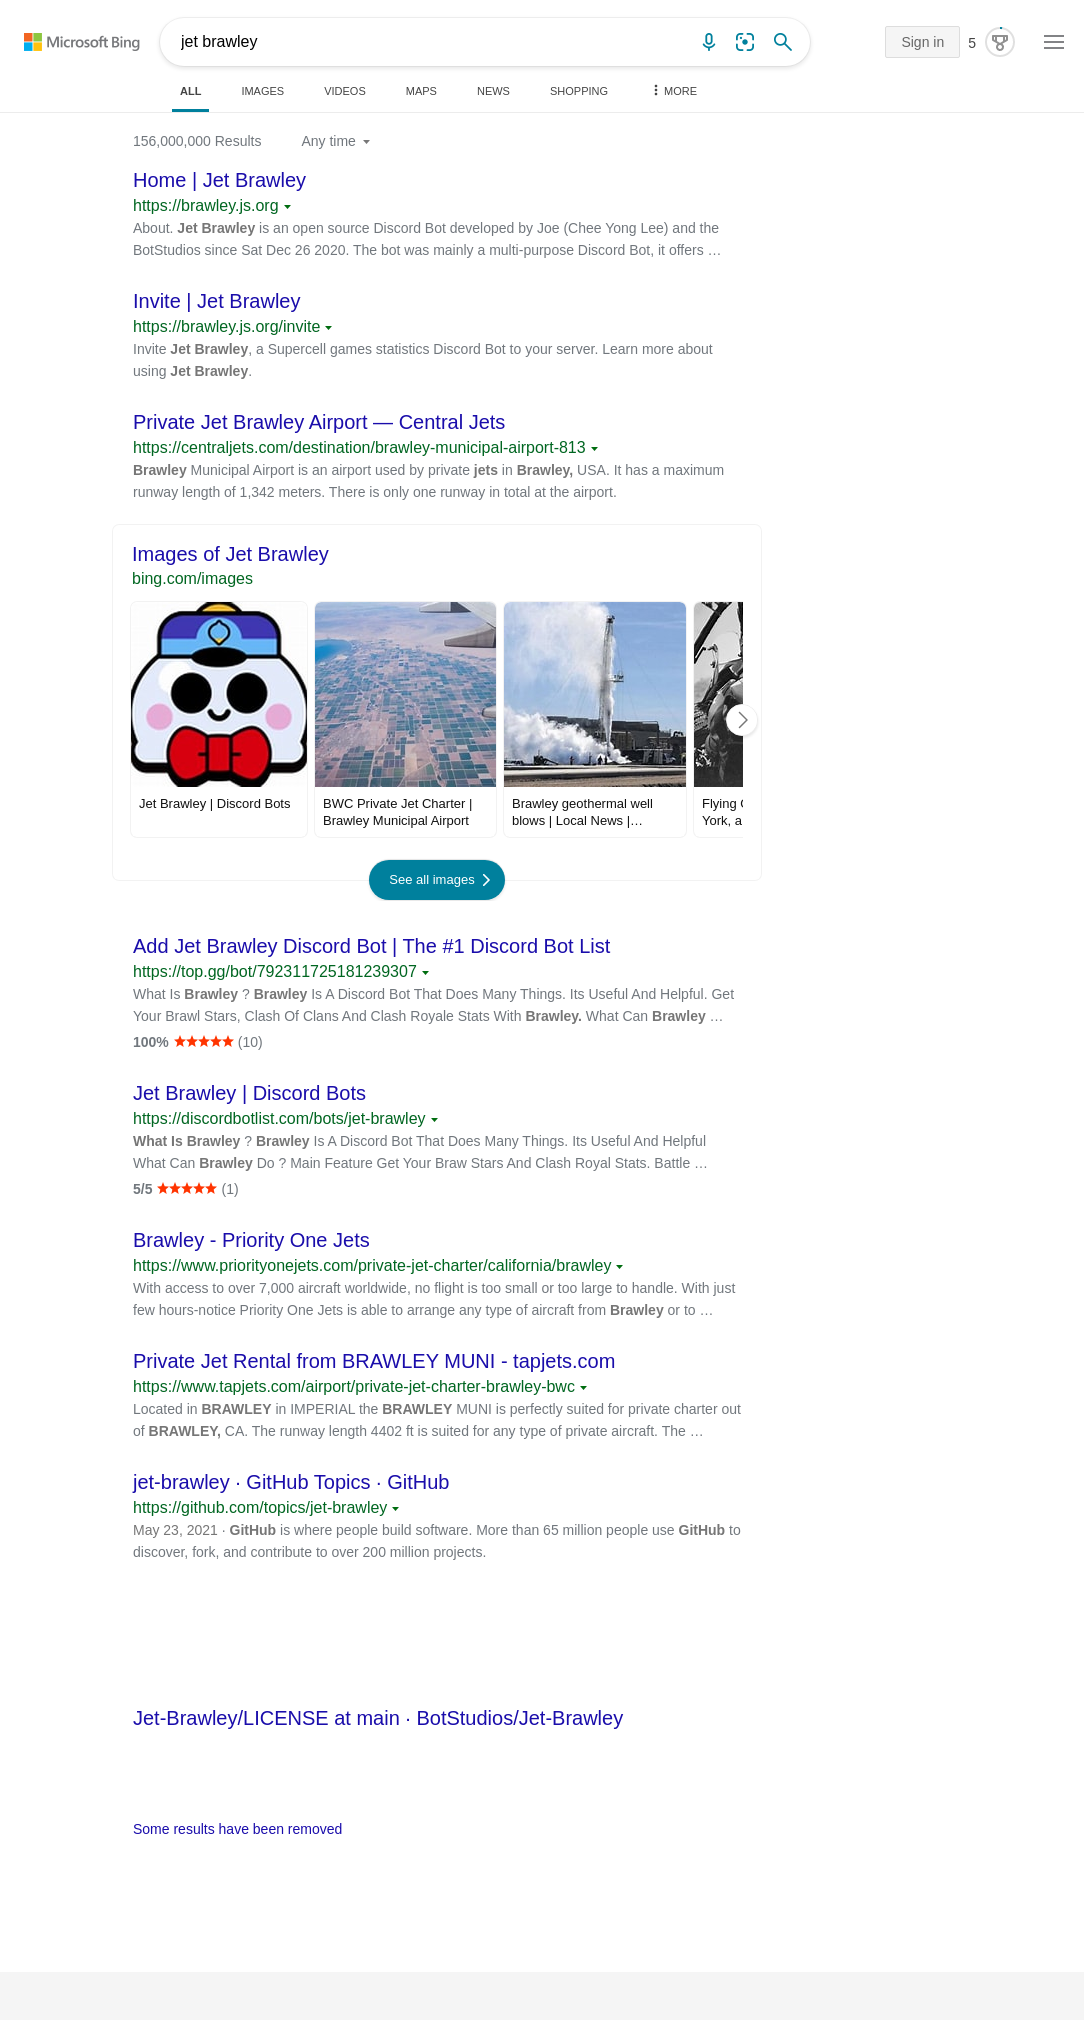 Microsoft Bing
jet brawley
Sign in
5
ALL
IMAGES
VIDEOS
MAPS
NEWS
SHOPPING
MORE
156,000,000 Results
Any time
Home | Jet Brawley
https://brawley.js.org
About. Jet Brawley is an open source Discord Bot developed by Joe (Chee Yong Lee) and the
BotStudios since Sat Dec 26 2020. The bot was mainly a multi-purpose Discord Bot, it offers …
Invite | Jet Brawley
https://brawley.js.org/invite
Invite Jet Brawley, a Supercell games statistics Discord Bot to your server. Learn more about
using Jet Brawley.
Private Jet Brawley Airport — Central Jets
https://centraljets.com/destination/brawley-municipal-airport-813
Brawley Municipal Airport is an airport used by private jets in Brawley, USA. It has a maximum
runway length of 1,342 meters. There is only one runway in total at the airport.
Images of Jet Brawley
bing.com/images
Jet Brawley | Discord Bots
BWC Private Jet Charter |
Brawley Municipal Airport
Brawley geothermal well
blows | Local News |…
Flying
York, a
See all images
Add Jet Brawley Discord Bot | The #1 Discord Bot List
https://top.gg/bot/792311725181239307
What Is Brawley ? Brawley Is A Discord Bot That Does Many Things. Its Useful And Helpful. Get
Your Brawl Stars, Clash Of Clans And Clash Royale Stats With Brawley. What Can Brawley …
100% ★★★★★ (10)
Jet Brawley | Discord Bots
https://discordbotlist.com/bots/jet-brawley
What Is Brawley ? Brawley Is A Discord Bot That Does Many Things. Its Useful And Helpful
What Can Brawley Do ? Main Feature Get Your Braw Stars And Clash Royal Stats. Battle …
5/5 ★★★★★ (1)
Brawley - Priority One Jets
https://www.priorityonejets.com/private-jet-charter/california/brawley
With access to over 7,000 aircraft worldwide, no flight is too small or too large to handle. With just
few hours-notice Priority One Jets is able to arrange any type of aircraft from Brawley or to …
Private Jet Rental from BRAWLEY MUNI - tapjets.com
https://www.tapjets.com/airport/private-jet-charter-brawley-bwc
Located in BRAWLEY in IMPERIAL the BRAWLEY MUNI is perfectly suited for private charter out
of BRAWLEY, CA. The runway length 4402 ft is suited for any type of private aircraft. The …
jet-brawley · GitHub Topics · GitHub
https://github.com/topics/jet-brawley
May 23, 2021 · GitHub is where people build software. More than 65 million people use GitHub to
discover, fork, and contribute to over 200 million projects.
Jet-Brawley/LICENSE at main · BotStudios/Jet-Brawley
Some results have been removed